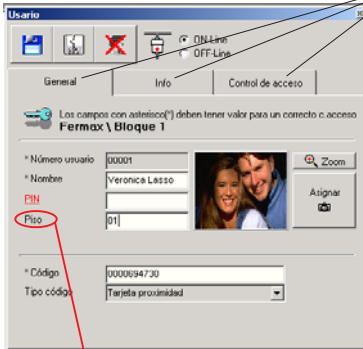 Usario
ON-Line
OFF-Line
General
Info
Control de acceso
Los campos con asterisco(*) deben tener valor para un correcto c.acceso
Fermax \ Bloque 1
* Número usuario 00001
Zoom
* Nombre Veronica Lasso
Asignar
PIN
Piso 01
* Código 0000694730
Tipo código Tarjeta proximidad